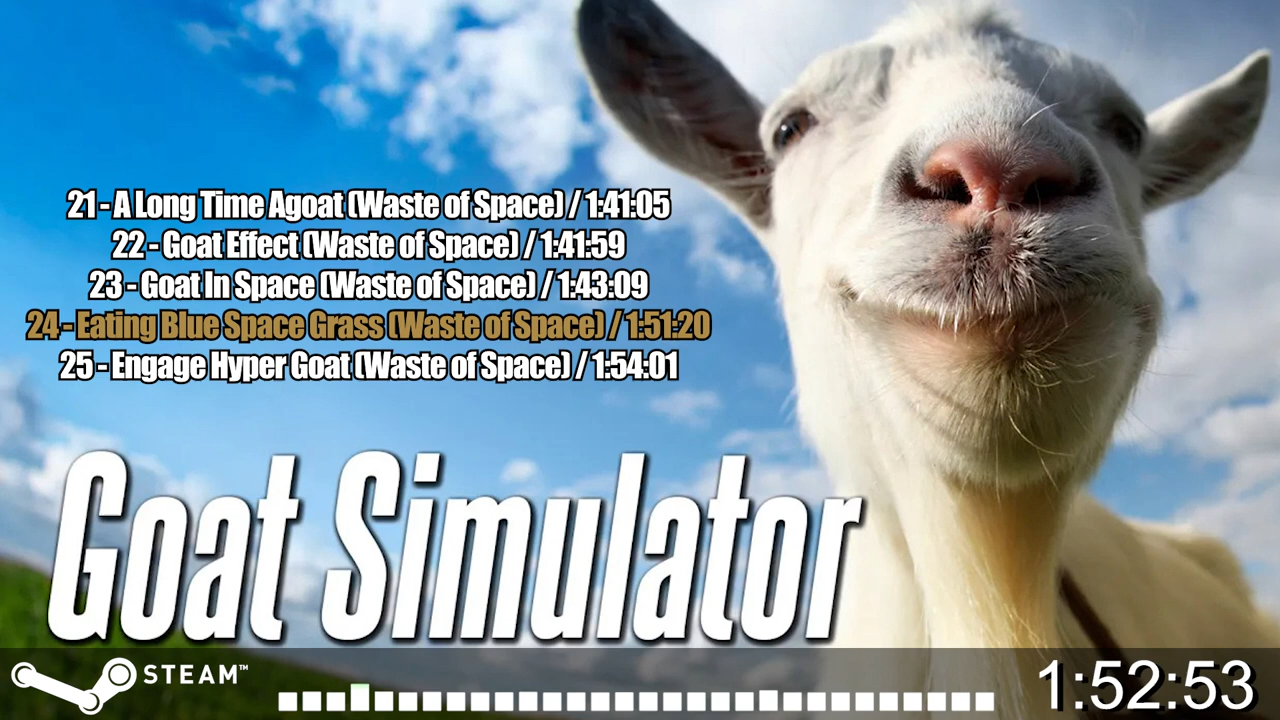 21 - A Long Time Agoat (Waste of Space) / 1:41:05
22 - Goat Effect (Waste of Space) / 1:41:59
23 - Goat In Space (Waste of Space) / 1:43:09
24 - Eating Blue Space Grass (Waste of Space) / 1:51:20
25 - Engage Hyper Goat (Waste of Space) / 1:54:01
Goat Simulator
STEAM™
1:52:53